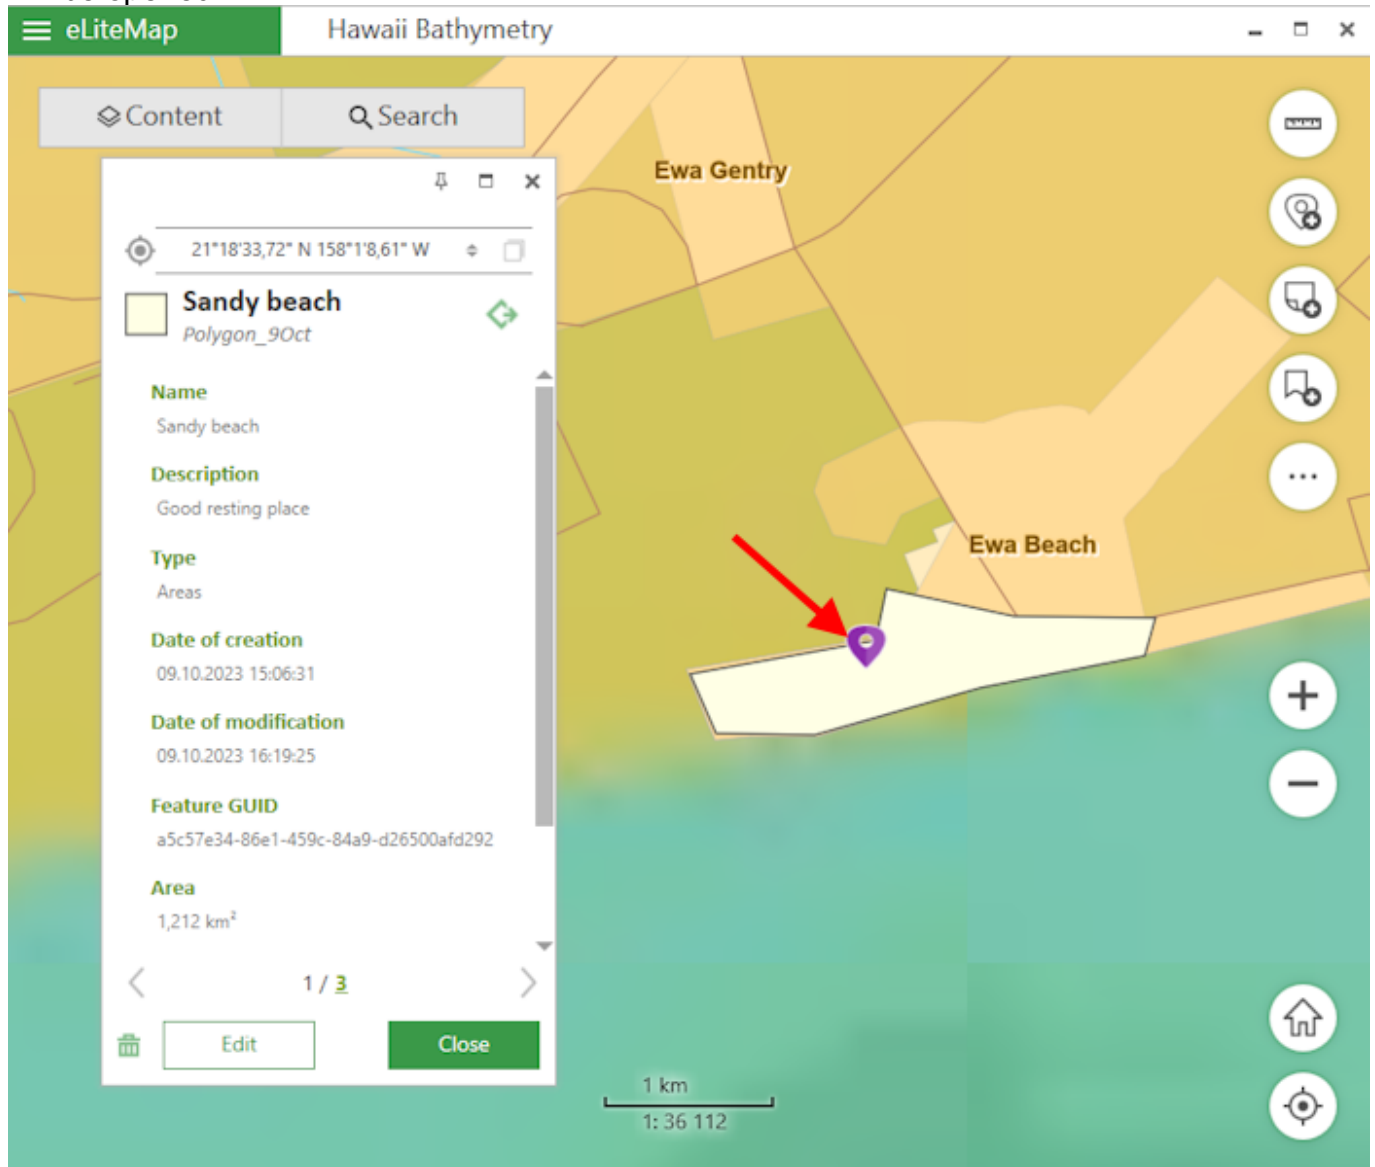 eLiteMap
Hawaii Bathymetry
Content
Search
Ewa Gentry
21°18'33,72" N 158°1'8,61" W
Sandy beach
Polygon_9Oct
Name
Sandy beach
Description
Good resting place
Type
Areas
Ewa Beach
Date of creation
09.10.2023 15:06:31
Date of modification
09.10.2023 16:19:25
Feature GUID
a5c57e34-86e1-459c-84a9-d26500afd292
Area
1,212 km²
1 / 3
Edit
Close
1 km
1: 36 112